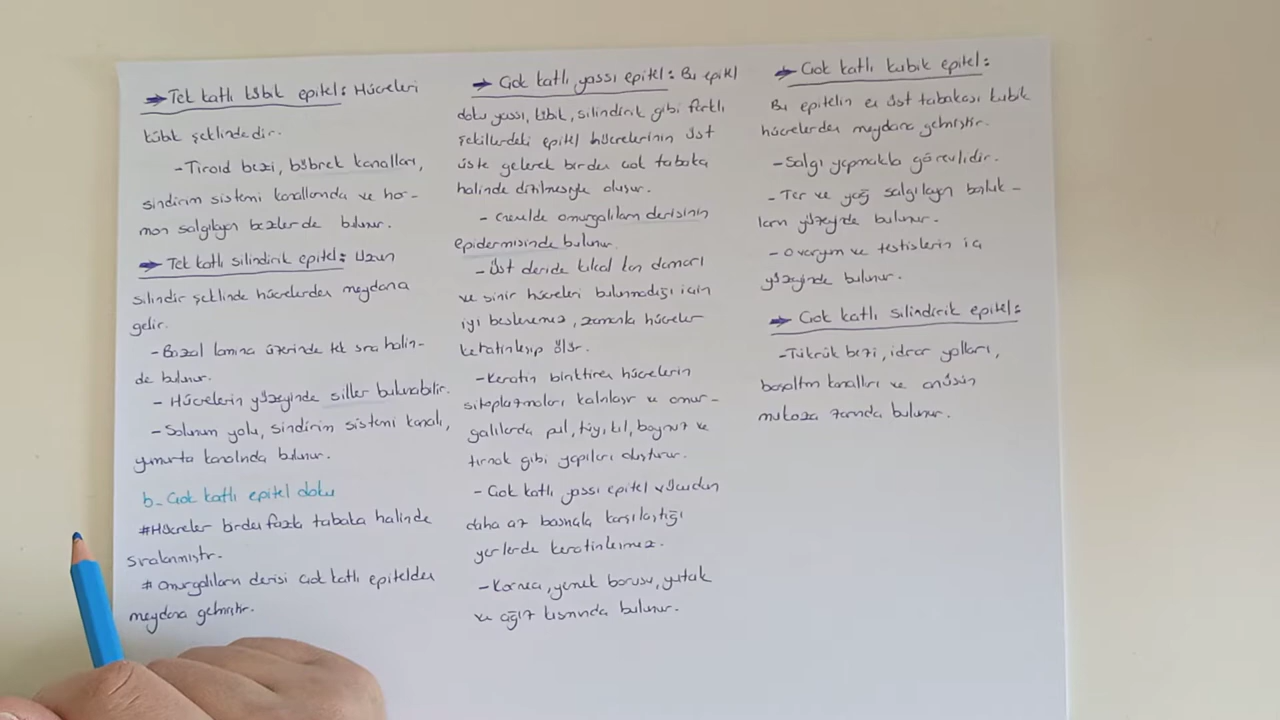 → Tek katlı kübik epitel: Hücreleri
kübik şeklindedir.
- Tiroid bezi, böbrek kanalları,
sindirim sistemi kanallarında ve hor-
mon salgılayan bezlerde bulunur.
→ Tek katlı silindirik epitel: Uzun
silindir şeklinde hücrelerden meydana
gelir.
- Bazal lamina üzerinde tek sıra halin-
de bulunur.
- Hücrelerin yüzeyinde siller bulunabilir.
- Solunum yolu, sindirim sistemi kanalı,
yumurta kanalında bulunur.
b- Çok katlı epitel doku
# Hücreler birden fazla tabaka halinde
sıralanmıştır.
# Omurgalıların derisi çok katlı epitelden
meydana gelmiştir.
→ Çok katlı yassı epitel: Bu epitel
doku yassı, kübik, silindirik gibi farklı
şekillerdeki epitel hücrelerinin üst
üste gelerek birden çok tabaka
halinde dizilmesiyle oluşur.
- Genelde omurgalıların derisinin
epidermisinde bulunur.
- Üst deride kılcal kan damarı
ve sinir hücreleri bulunmadığı için
iyi beslenemez, zamanla hücreler
keratinleşip ölür.
- Keratin biriktiren hücrelerin
sitoplazmaları kalınlaşır ve omur-
galılarda pul, tüy, kıl, boynuz ve
tırnak gibi yapıları oluşturur.
- Çok katlı yassı epitel vücudun
daha az basınçla karşılaştığı
yerlerde keratinleşmez.
- Kornea, yemek borusu, yutak
ve ağız kısmında bulunur.
→ Çok katlı kübik epitel:
Bu epitelin en üst tabakası kübik
hücrelerden meydana gelmiştir.
- Salgı yapmakla görevlidir.
- Ter ve yağ salgılayan boşluk-
ların yüzeyinde bulunur.
- Ovaryum ve testislerin iç
yüzeyinde bulunur.
→ Çok katlı silindirik epitel:
- Tükrük bezi, idrar yolları,
boşaltım kanalları ve anüsün
mukoza zarında bulunur.